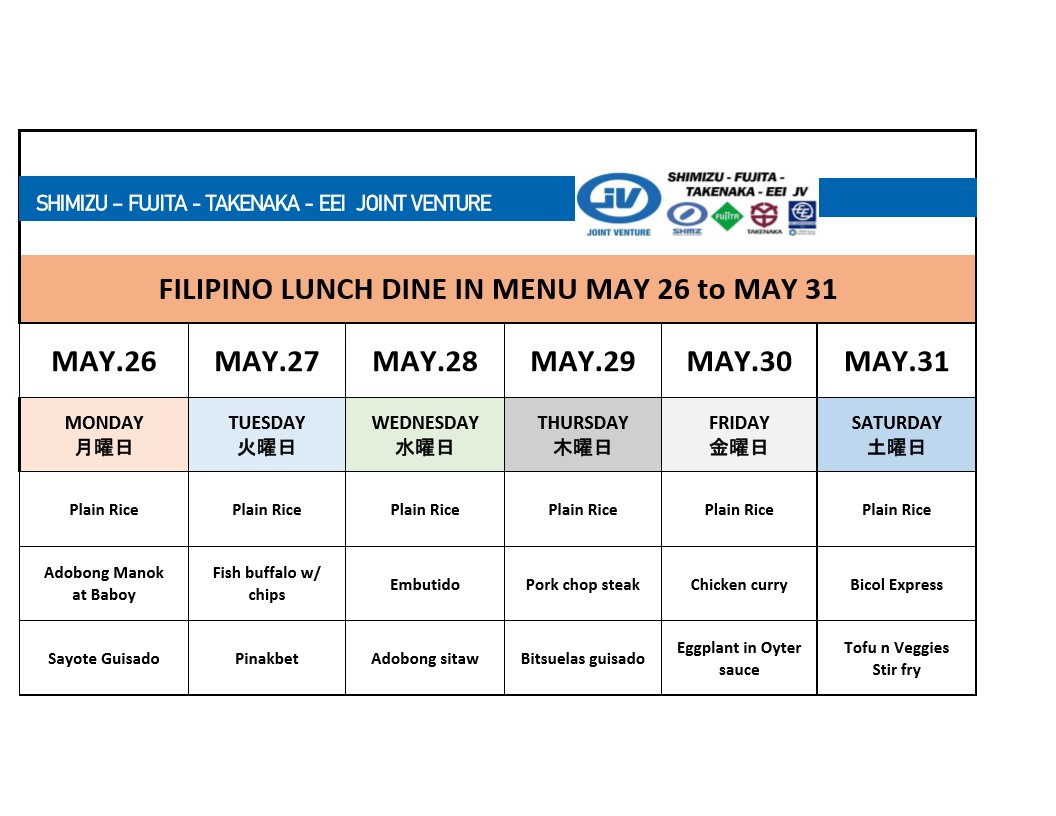 SHIMIZU – FUJITA - TAKENAKA - EEI JOINT VENTURE
JV
JOINT VENTURE
SHIMIZU - FUJITA -
TAKENAKA - EEI JV
SHIMZ
FUJITA
TAKENAKA
FILIPINO LUNCH DINE IN MENU MAY 26 to MAY 31
MAY.26
MAY.27
MAY.28
MAY.29
MAY.30
MAY.31
MONDAY
月曜日
TUESDAY
火曜日
WEDNESDAY
水曜日
THURSDAY
木曜日
FRIDAY
金曜日
SATURDAY
土曜日
Plain Rice
Plain Rice
Plain Rice
Plain Rice
Plain Rice
Plain Rice
Adobong Manok
at Baboy
Fish buffalo w/
chips
Embutido
Pork chop steak
Chicken curry
Bicol Express
Sayote Guisado
Pinakbet
Adobong sitaw
Bitsuelas guisado
Eggplant in Oyter
sauce
Tofu n Veggies
Stir fry